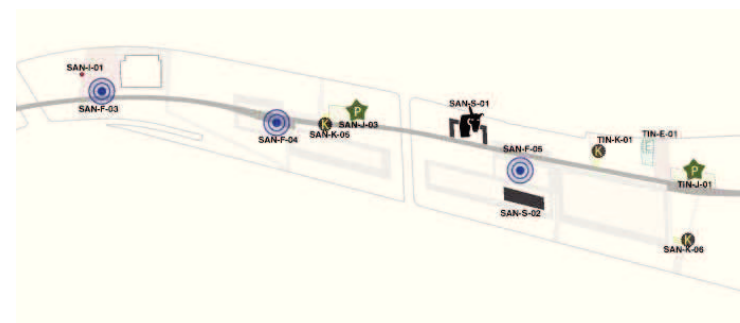 SAN-I-01
SAN-F-03
SAN-F-04
K
SAN-K-05
P
SAN-J-03
SAN-S-01
SAN-F-05
SAN-S-02
TIN-K-01
K
TIN-E-01
E
P
TIN-J-01
K
SAN-K-06